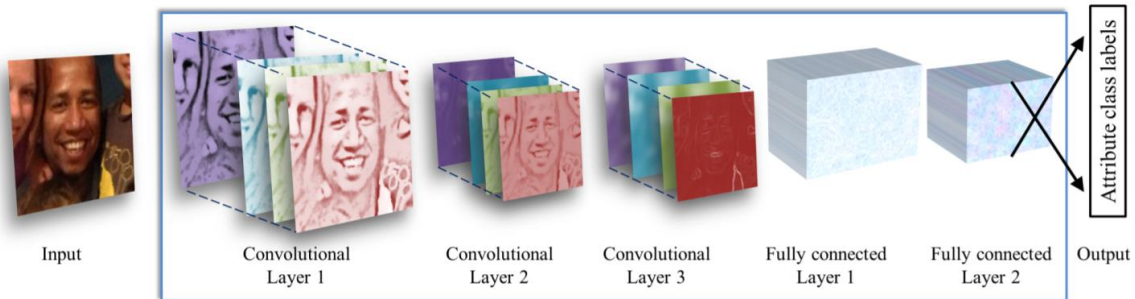 Input
Convolutional
Layer 1
Convolutional
Layer 2
Convolutional
Layer 3
Fully connected
Layer 1
Fully connected
Layer 2
Output
Attribute class labels